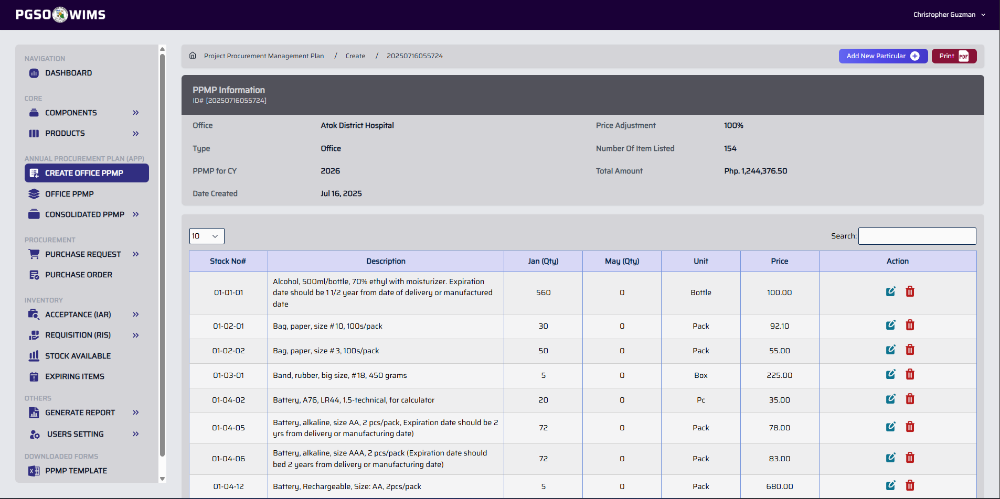 PGSO WIMS
Christopher Guzman
NAVIGATION
DASHBOARD
CORE
COMPONENTS
PRODUCTS
ANNUAL PROCUREMENT PLAN (APP)
CREATE OFFICE PPMP
OFFICE PPMP
CONSOLIDATED PPMP
PROCUREMENT
PURCHASE REQUEST
PURCHASE ORDER
INVENTORY
ACCEPTANCE (IAR)
REQUISITION (RIS)
STOCK AVAILABLE
EXPIRING ITEMS
OTHERS
GENERATE REPORT
USERS SETTING
DOWNLOADED FORMS
PPMP TEMPLATE
Project Procurement Management Plan / Create / 20250716055724
Add New Particular
Print PDF
PPMP Information
ID# [20250716055724]
Office Atok District Hospital Price Adjustment 100%
Type Office Number Of Item Listed 154
PPMP for CY 2026 Total Amount Php. 1,244,376.50
Date Created Jul 16, 2025
10 Search:
Stock No# Description Jan (Qty) May (Qty) Unit Price Action
01-01-01 Alcohol, 500ml/bottle, 70% ethyl with moisturizer. Expiration
date should be 1 1/2 year from date of delivery or manufactured
date 560 0 Bottle 100.00
01-02-01 Bag, paper, size #10, 100s/pack 30 0 Pack 92.10
01-02-02 Bag, paper, size #3, 100s/pack 50 0 Pack 55.00
01-03-01 Band, rubber, big size, #18, 450 grams 5 0 Box 225.00
01-04-02 Battery, A76, LR44, 1.5-technical, for calculator 20 0 Pc 35.00
01-04-05 Battery, alkaline, size AA, 2 pcs/pack, Expiration date should be 2
yrs from delivery or manufacturing date) 72 0 Pack 78.00
01-04-06 Battery, alkaline, size AAA, 2 pcs/pack (Expiration date should
bed 2 years from delivery or manufacturing date) 72 0 Pack 83.00
01-04-12 Battery, Rechargeable, Size: AA, 2pcs/pack 5 0 Pack 680.00